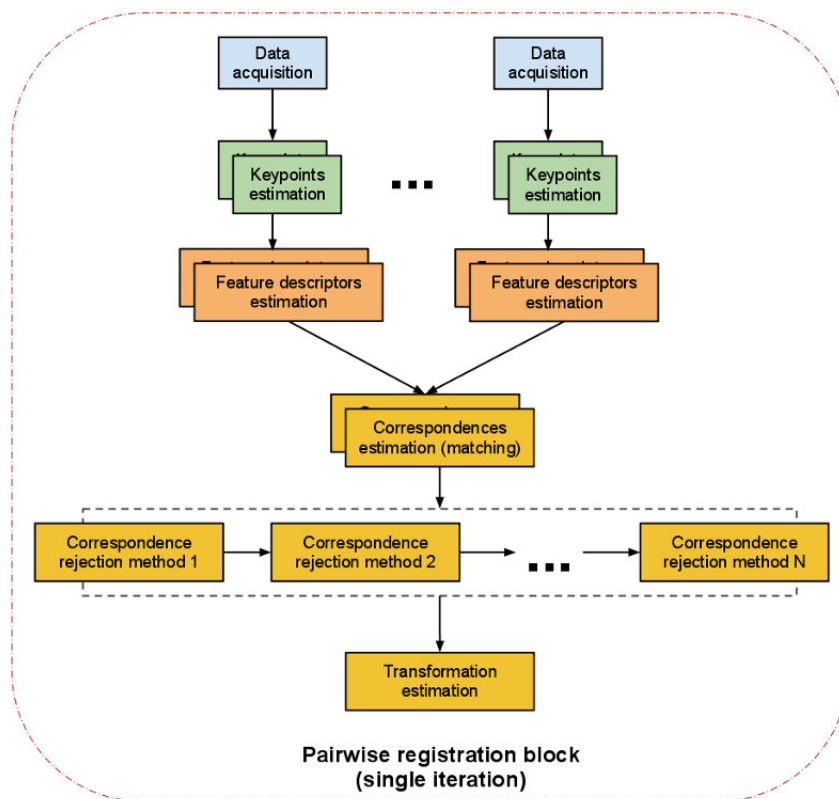 Data
acquisition
Data
acquisition
Keypoints
estimation
Keypoints
estimation
Feature descriptors
estimation
Feature descriptors
estimation
Correspondences
estimation (matching)
Correspondence
rejection method 1
Correspondence
rejection method 2
Correspondence
rejection method N
Transformation
estimation
Pairwise registration block
(single iteration)